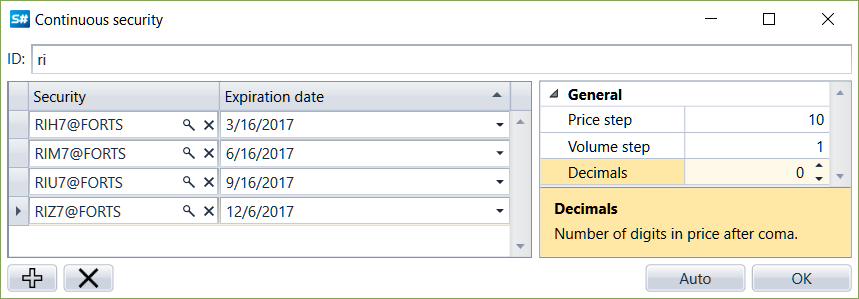 S# Continuous security
ID: ri
Security Expiration date
RIH7@FORTS 3/16/2017
RIM7@FORTS 6/16/2017
RIU7@FORTS 9/16/2017
RIZ7@FORTS 12/6/2017
General
Price step 10
Volume step 1
Decimals 0
Decimals
Number of digits in price after coma.
Auto OK